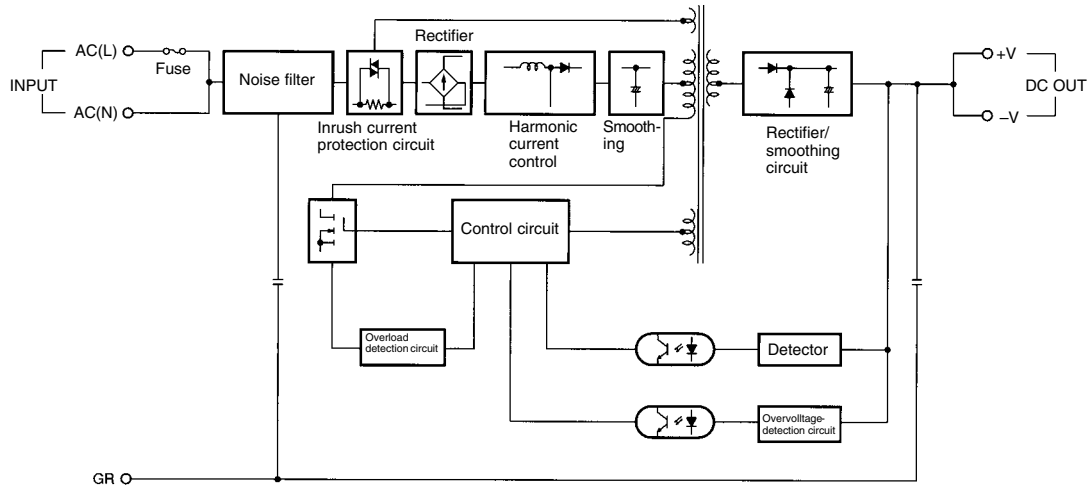 INPUT
AC(L)
Fuse
AC(N)
Noise filter
Inrush current
protection circuit
Rectifier
Harmonic
current
control
Smooth-
ing
Rectifier/
smoothing
circuit
+V
DC OUT
–V
Control circuit
Overload
detection circuit
Detector
Overvoltage-
detection circuit
GR